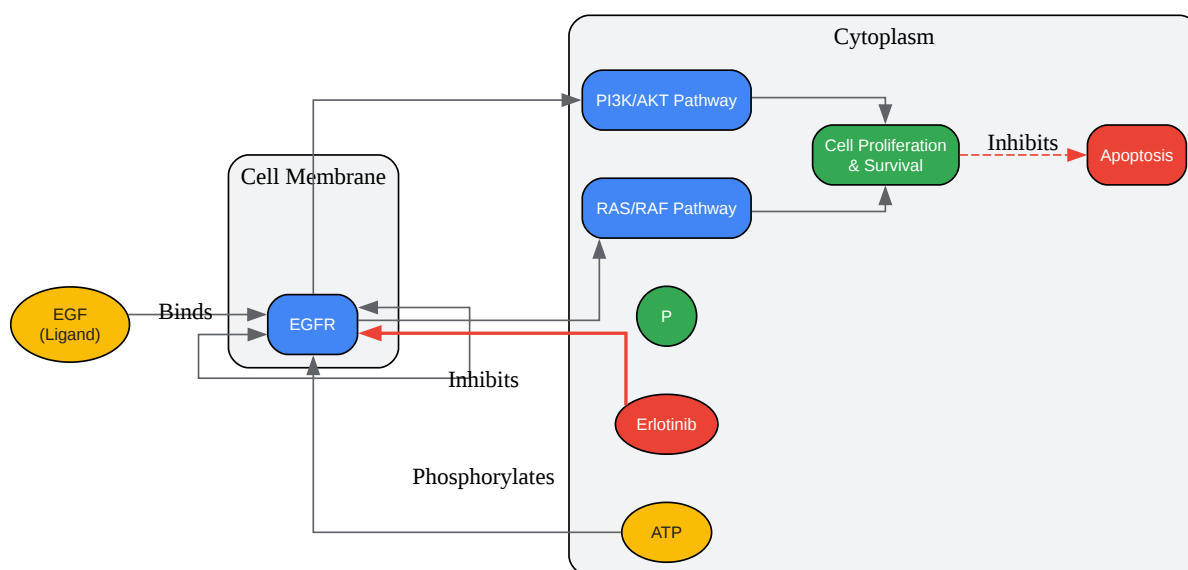 Cytoplasm
PI3K/AKT Pathway
Cell Proliferation
& Survival
Inhibits
Apoptosis
Cell Membrane
RAS/RAF Pathway
EGF
(Ligand)
Binds
EGFR
P
Inhibits
Erlotinib
Phosphorylates
ATP